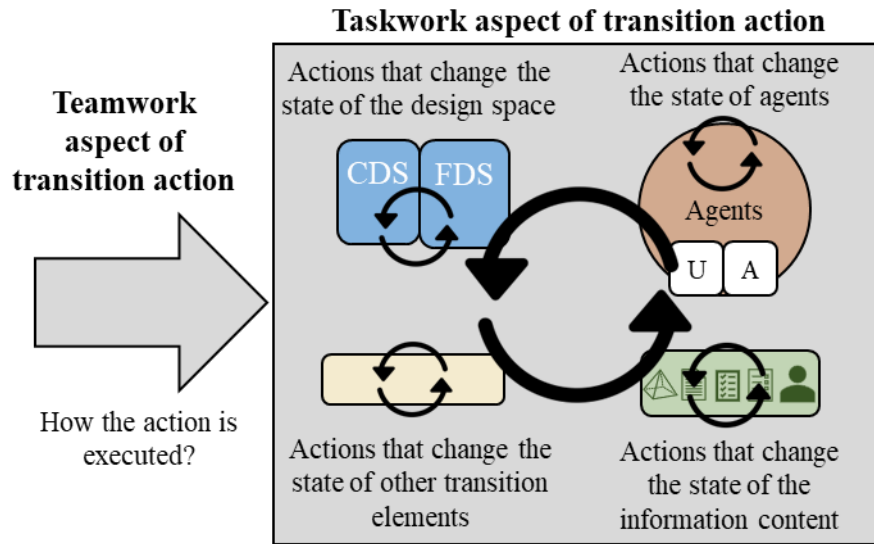 Taskwork aspect of transition action
Teamwork
aspect of
transition action
How the action is
executed?
Actions that change the
state of the design space
CDS FDS
Actions that change
the state of agents
Agents
U A
Actions that change the
state of other transition
elements
Actions that change
the state of the
information content